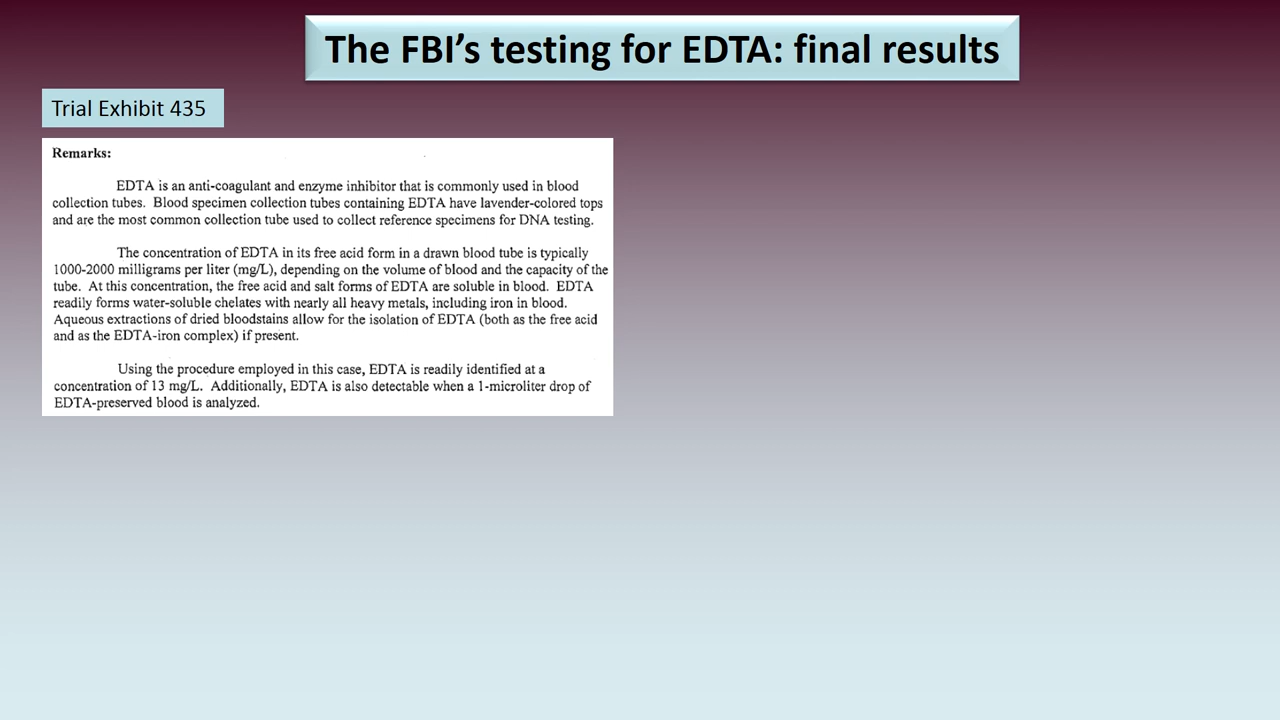 The FBI's testing for EDTA: final results
Trial Exhibit 435
Remarks:
EDTA is an anti-coagulant and enzyme inhibitor that is commonly used in blood
collection tubes. Blood specimen collection tubes containing EDTA have lavender-colored tops
and are the most common collection tube used to collect reference specimens for DNA testing.
The concentration of EDTA in its free acid form in a drawn blood tube is typically
1000-2000 milligrams per liter (mg/L), depending on the volume of blood and the capacity of the
tube. At this concentration, the free acid and salt forms of EDTA are soluble in blood. EDTA
readily forms water-soluble chelates with nearly all heavy metals, including iron in blood.
Aqueous extractions of dried bloodstains allow for the isolation of EDTA (both as the free acid
and as the EDTA-iron complex) if present.
Using the procedure employed in this case, EDTA is readily identified at a
concentration of 13 mg/L. Additionally, EDTA is also detectable when a 1-microliter drop of
EDTA-preserved blood is analyzed.